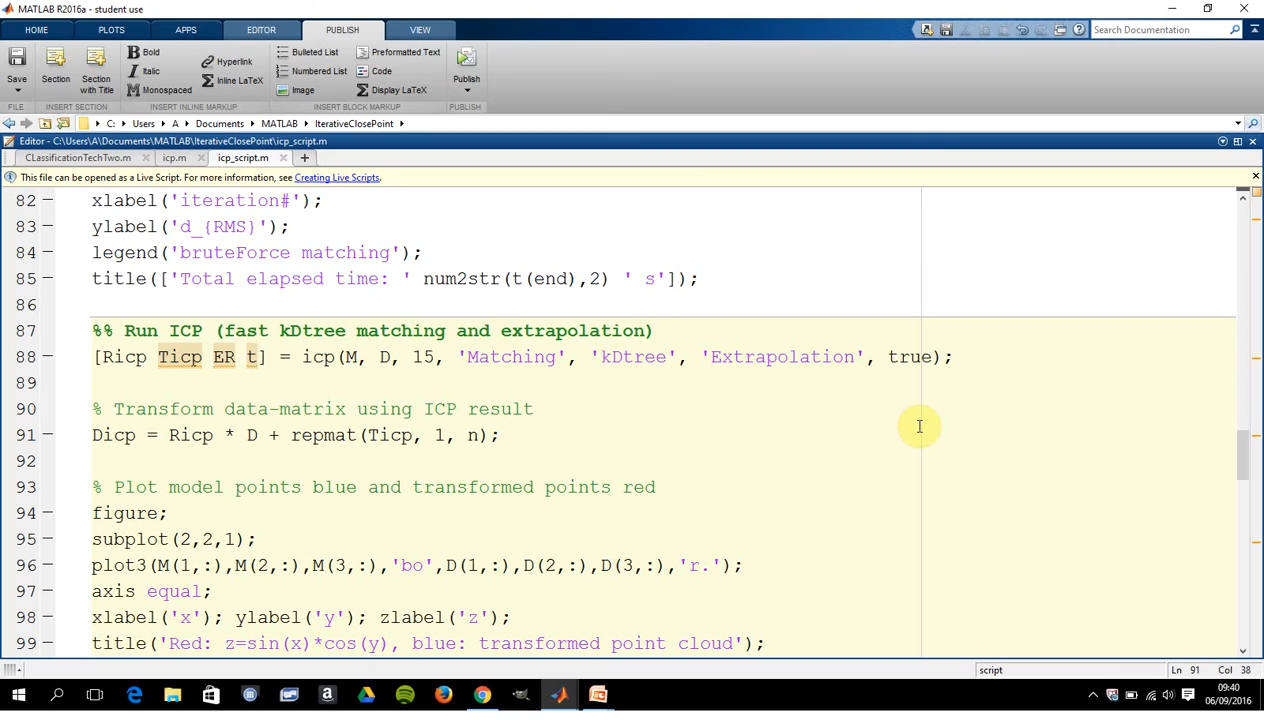 MATLAB R2016a - student use
HOME PLOTS APPS EDITOR PUBLISH VIEW Search Documentation
Save Section Section with Title Bold Italic Monospaced Hyperlink Inline LaTeX Bulleted List Numbered List Image Preformatted Text Code Display LaTeX Publish
FILE INSERT SECTION INSERT INLINE MARKUP INSERT BLOCK MARKUP PUBLISH
C: Users A Documents MATLAB IterativeClosePoint
Editor - C:\Users\A\Documents\MATLAB\IterativeClosePoint\icp_script.m
CLassificationTechTwo.m icp.m icp_script.m
This file can be opened as a Live Script. For more information, see Creating Live Scripts.
82 xlabel('iteration#');
83 ylabel('d_{RMS}');
84 legend('bruteForce matching');
85 title(['Total elapsed time: ' num2str(t(end),2) ' s']);
86
87 %% Run ICP (fast kDtree matching and extrapolation)
88 [Ricp Ticp ER t] = icp(M, D, 15, 'Matching', 'kDtree', 'Extrapolation', true);
89
90 % Transform data-matrix using ICP result
91 Dicp = Ricp * D + repmat(Ticp, 1, n);
92
93 % Plot model points blue and transformed points red
94 figure;
95 subplot(2,2,1);
96 plot3(M(1,:),M(2,:),M(3,:),'bo',D(1,:),D(2,:),D(3,:),'r.');
97 axis equal;
98 xlabel('x'); ylabel('y'); zlabel('z');
99 title('Red: z=sin(x)*cos(y), blue: transformed point cloud');
script Ln 91 Col 38
09:40
06/09/2016